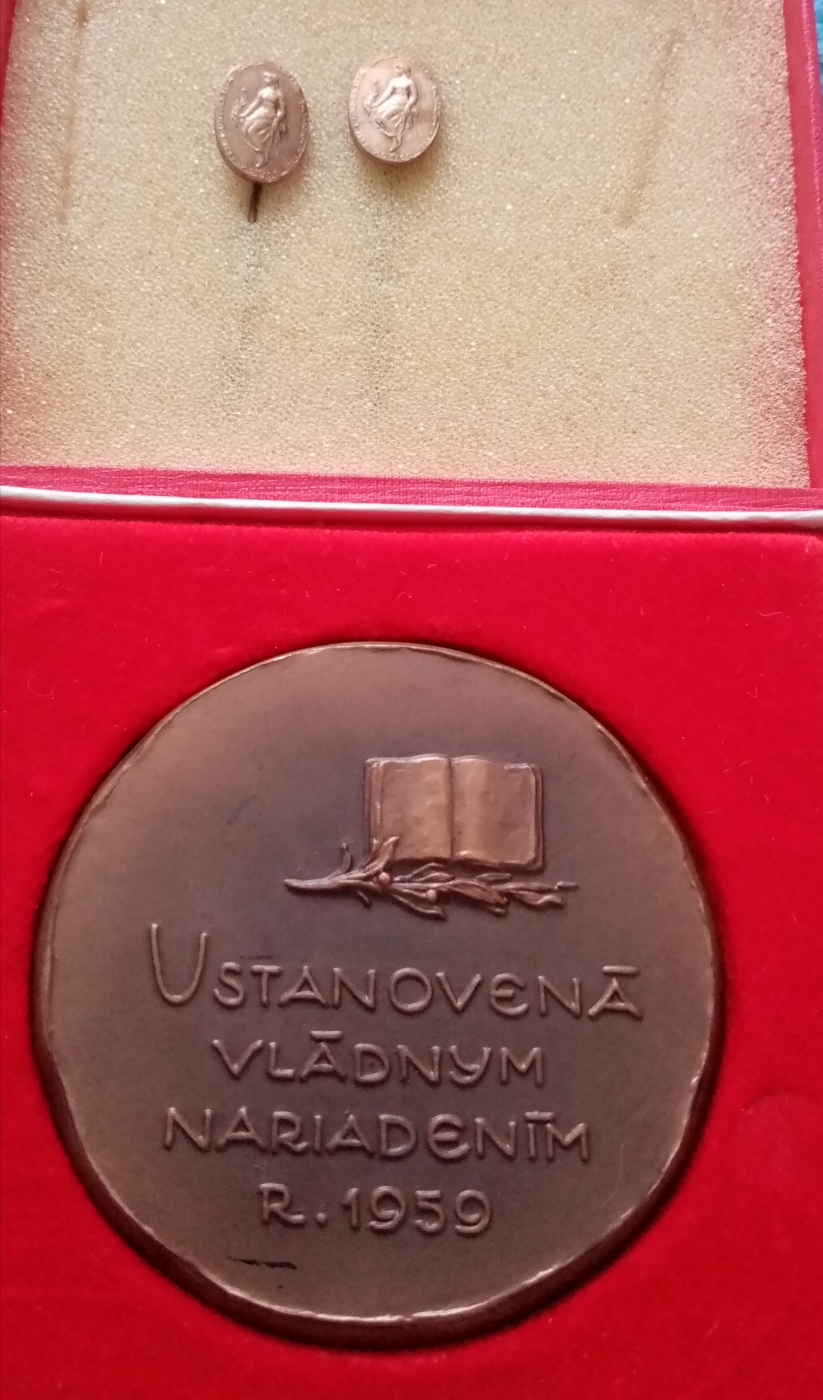 USTANOVENĀ
VLĀDNYM
NARIADENĪM
R. 1959